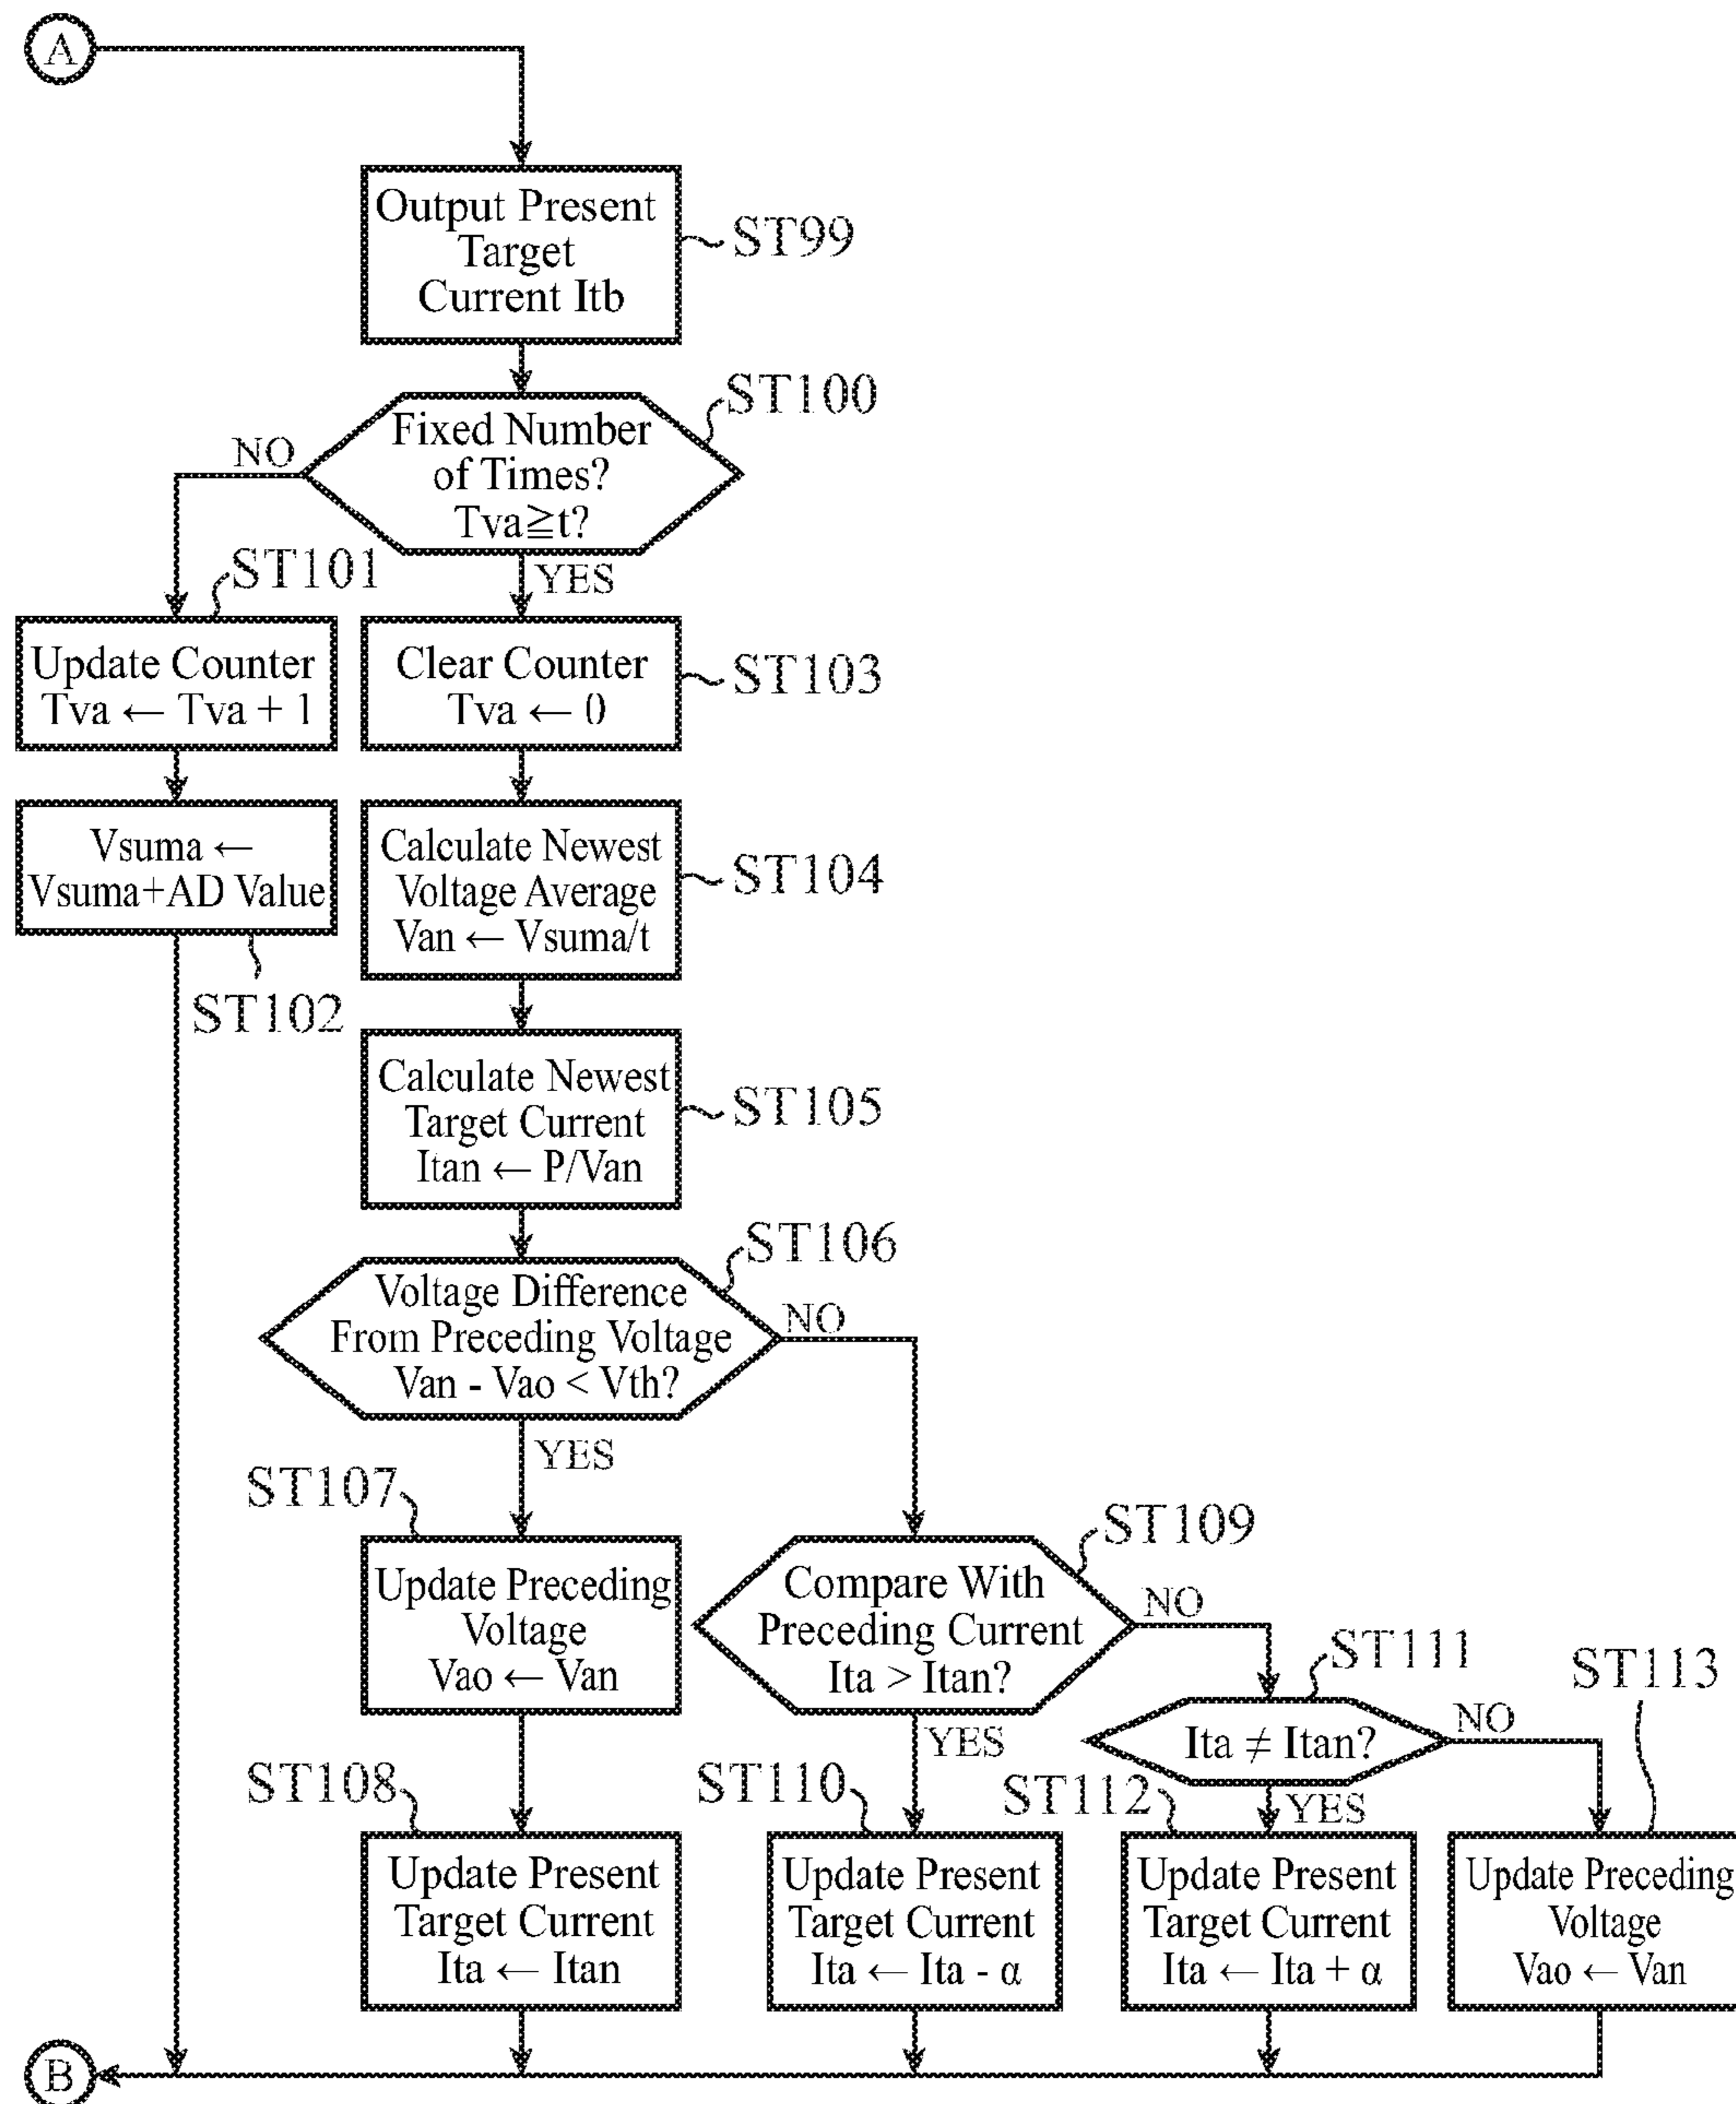 A
Output Present
Target
Current Itb
ST99
Fixed Number
of Times?
Tva≧t?
ST100
NO
YES
ST101
Update Counter
Tva ← Tva + 1
Clear Counter
Tva ← 0
ST103
Vsuma ←
Vsuma+AD Value
ST102
Calculate Newest
Voltage Average
Van ← Vsuma/t
ST104
Calculate Newest
Target Current
Itan ← P/Van
ST105
ST106
Voltage Difference
From Preceding Voltage
Van - Vao < Vth?
NO
YES
ST107
Update Preceding
Voltage
Vao ← Van
ST109
Compare With
Preceding Current
Ita > Itan?
NO
YES
ST111
Ita ≠ Itan?
NO
YES
ST113
ST108
Update Present
Target Current
Ita ← Itan
ST110
Update Present
Target Current
Ita ← Ita - α
ST112
Update Present
Target Current
Ita ← Ita + α
Update Preceding
Voltage
Vao ← Van
B